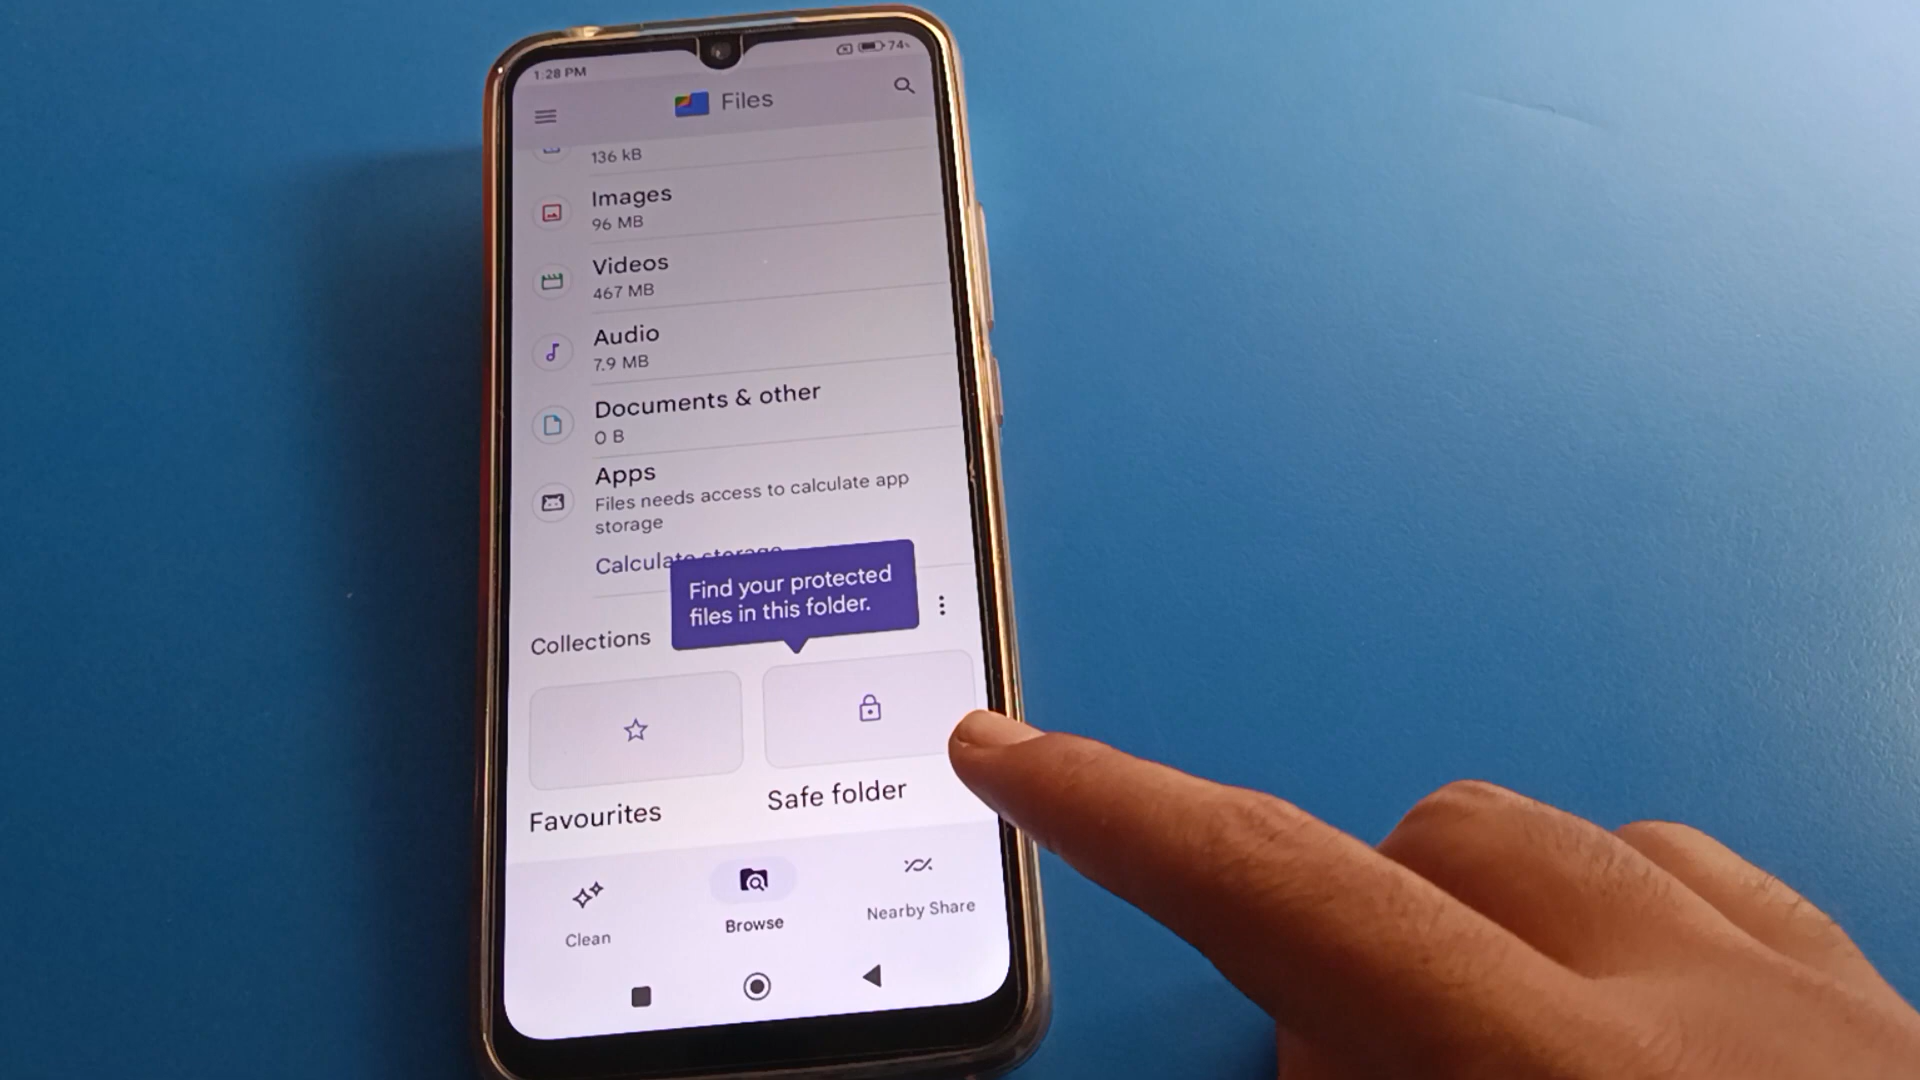 1:28 PM
74%
Files
136 kB
Images
96 MB
Videos
467 MB
Audio
7.9 MB
Documents & other
0 B
Apps
Files needs access to calculate app
storage
Calculate storage
Find your protected
files in this folder.
Collections
Favourites
Safe folder
Clean
Browse
Nearby Share